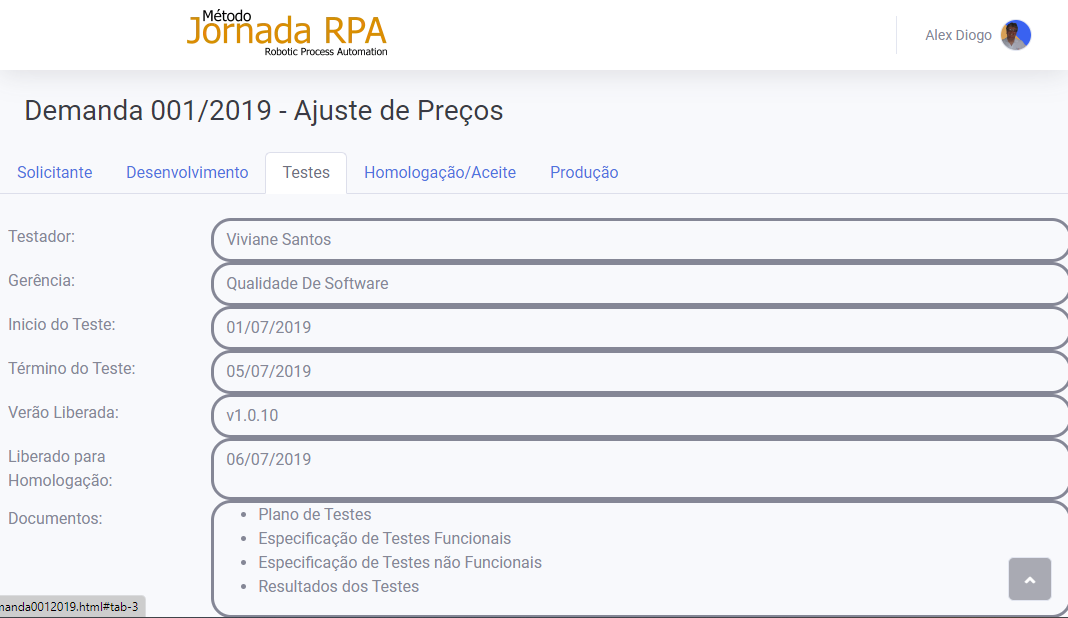 Método
Jornada RPA
Robotic Process Automation
Alex Diogo
Demanda 001/2019 - Ajuste de Preços
Solicitante Desenvolvimento Testes Homologação/Aceite Produção
Testador: Viviane Santos
Gerência: Qualidade De Software
Inicio do Teste: 01/07/2019
Término do Teste: 05/07/2019
Verão Liberada: v1.0.10
Liberado para 06/07/2019
Homologação:
Documentos:
• Plano de Testes
• Especificação de Testes Funcionais
• Especificação de Testes não Funcionais
• Resultados dos Testes
manda0012019.html#tab-3